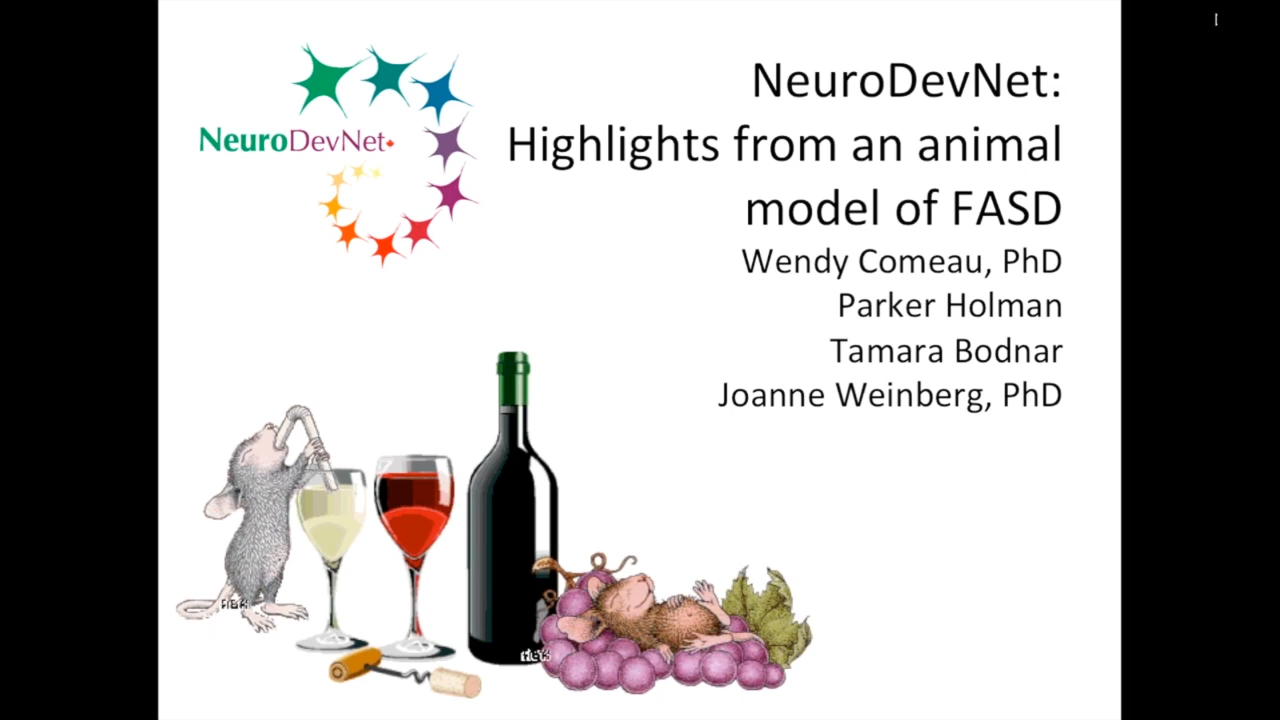 NeuroDevNet:
Highlights from an animal
model of FASD
Wendy Comeau, PhD
Parker Holman
Tamara Bodnar
Joanne Weinberg, PhD
NeuroDevNet